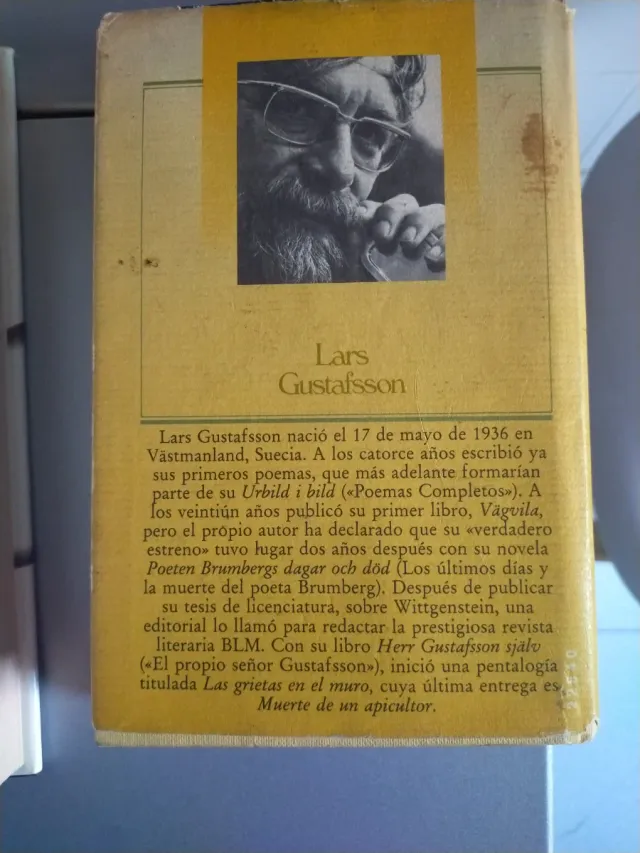 Lars
Gustafsson
Lars Gustafsson nació el 17 de mayo de 1936 en
Västmanland, Suecia. A los catorce años escribió ya
sus primeros poemas, que más adelante formarían
parte de su Urbild i bild («Poemas Completos»). A
los veintiún años publicó su primer libro, Vägvila,
pero el propio autor ha declarado que su «verdadero
estreno» tuvo lugar dos años después con su novela
Poeten Brumbergs dagar och död (Los últimos días y
la muerte del poeta Brumberg). Después de publicar
su tesis de licenciatura, sobre Wittgenstein, una
editorial lo llamó para redactar la prestigiosa revista
literaria BLM. Con su libro Herr Gustafsson själv
(«El propio señor Gustafsson»), inició una pentalogía
titulada Las grietas en el muro, cuya última entrega es
Muerte de un apicultor.